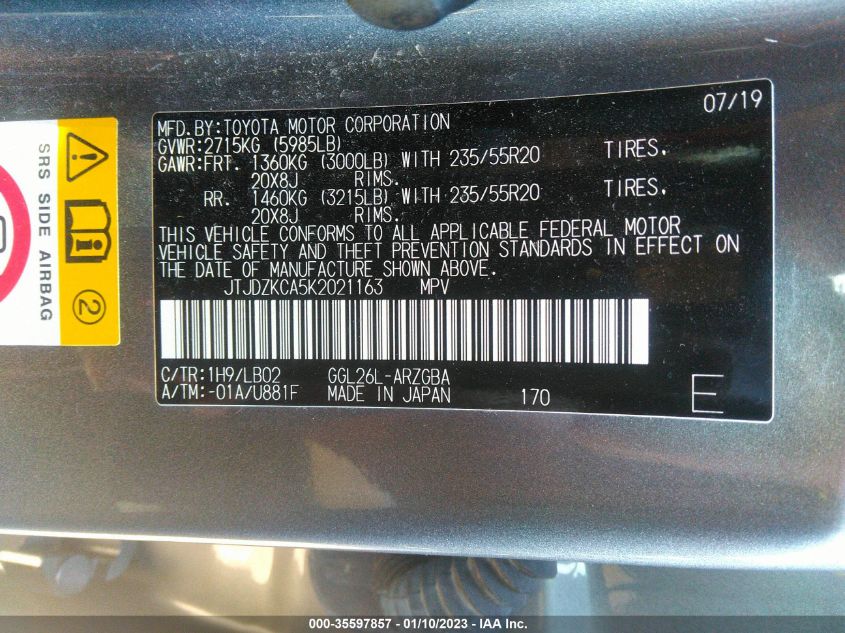 07/19
MFD.BY:TOYOTA MOTOR CORPORATION
GVWR:2715KG (5985LB)
GAWR:FRT. 1360KG (3000LB) WITH 235/55R20 TIRES.
20X8J RIMS.
RR. 1460KG (3215LB) WITH 235/55R20 TIRES.
20X8J RIMS.
THIS VEHICLE CONFORMS TO ALL APPLICABLE FEDERAL MOTOR
VEHICLE SAFETY AND THEFT PREVENTION STANDARDS IN EFFECT ON
THE DATE OF MANUFACTURE SHOWN ABOVE.
JTJDZKCA5K2021163 MPV
C/TR:1H9/LB02 GGL26L-ARZGBA
A/TM:-01A/U881F MADE IN JAPAN 170 E
SRS SIDE AIRBAG
2
000-35597857 - 01/10/2023 - IAA Inc.